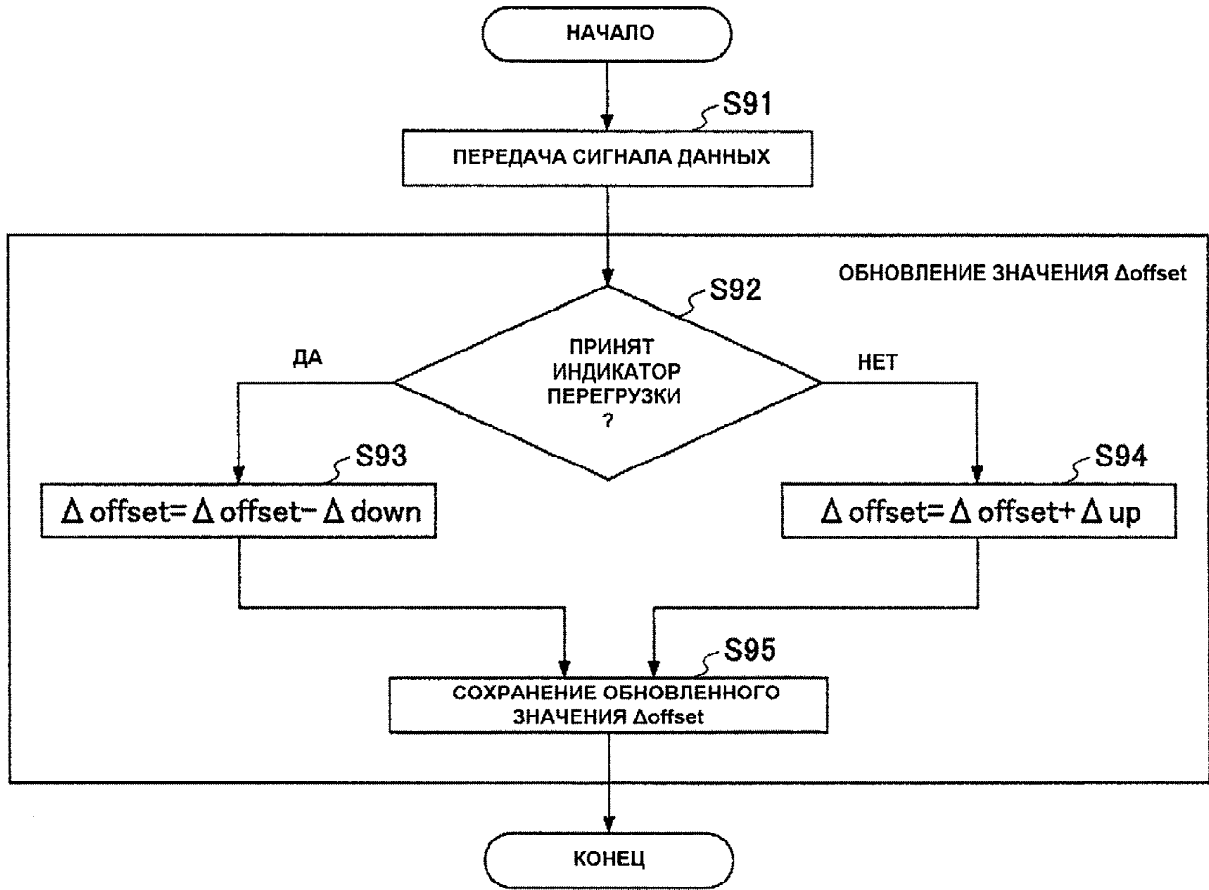 НАЧАЛО
S91
ПЕРЕДАЧА СИГНАЛА ДАННЫХ
ОБНОВЛЕНИЕ ЗНАЧЕНИЯ Δoffset
S92
ПРИНЯТ
ИНДИКАТОР
ПЕРЕГРУЗКИ
?
ДА
НЕТ
S93
Δ offset=Δ offset-Δ down
S94
Δ offset=Δ offset+Δ up
S95
СОХРАНЕНИЕ ОБНОВЛЕННОГО
ЗНАЧЕНИЯ Δoffset
КОНЕЦ